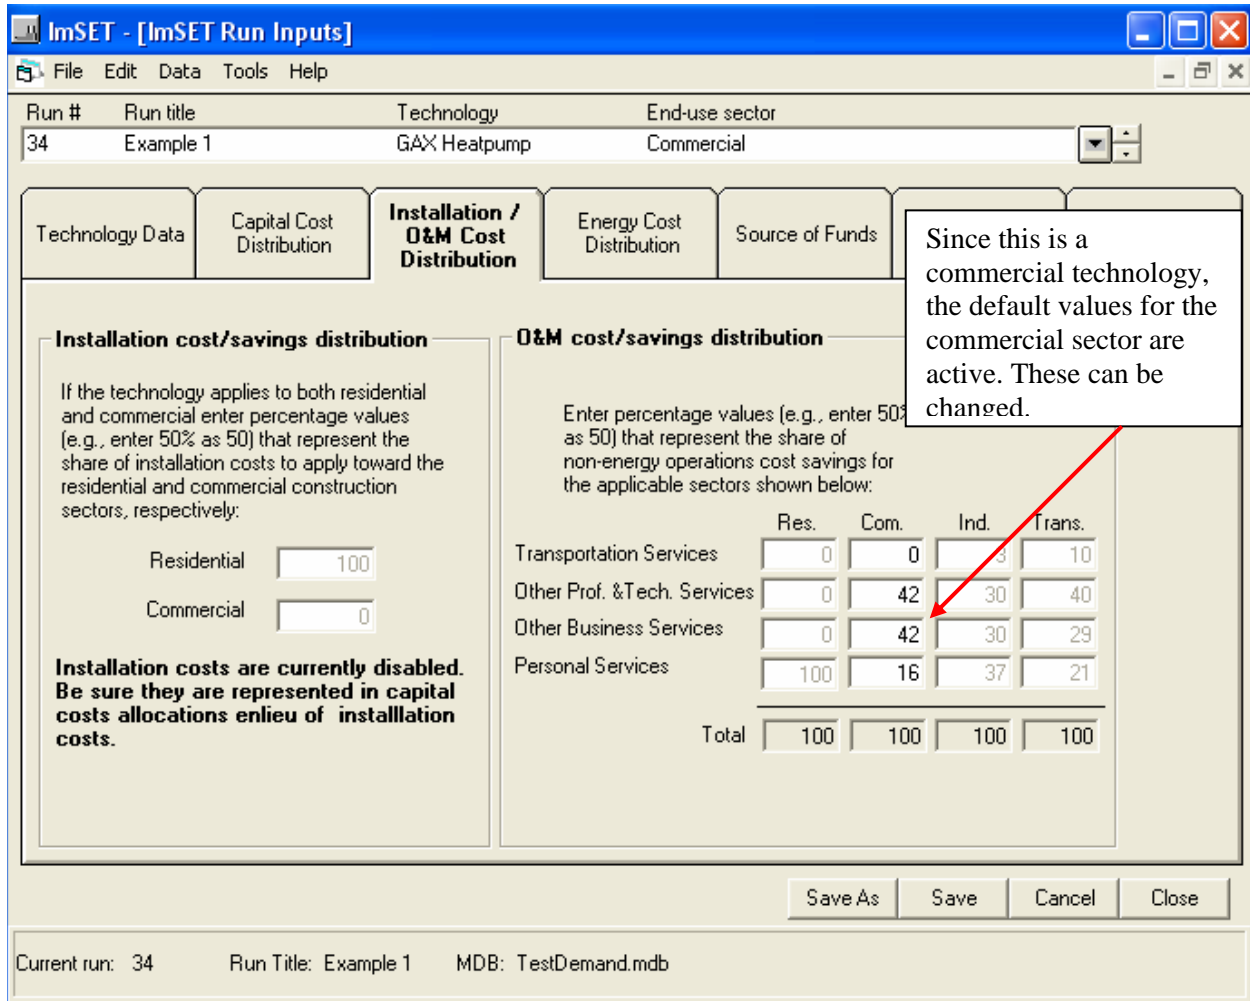 ImSET - [ImSET Run Inputs]
File Edit Data Tools Help
Run # Run title Technology End-use sector
34 Example 1 GAX Heatpump Commercial
Technology Data
Capital Cost
Distribution
Installation /
O&M Cost
Distribution
Energy Cost
Distribution
Source of Funds
Since this is a
commercial technology,
the default values for the
commercial sector are
active. These can be
changed.
Installation cost/savings distribution
If the technology applies to both residential
and commercial enter percentage values
(e.g., enter 50% as 50) that represent the
share of installation costs to apply toward the
residential and commercial construction
sectors, respectively:
Residential 100
Commercial 0
Installation costs are currently disabled.
Be sure they are represented in capital
costs allocations enlieu of installlation
costs.
O&M cost/savings distribution
Enter percentage values (e.g., enter 50%
as 50) that represent the share of
non-energy operations cost savings for
the applicable sectors shown below:
Res. Com. Ind. Trans.
Transportation Services 0 0 3 10
Other Prof. &Tech. Services 0 42 30 40
Other Business Services 0 42 30 29
Personal Services 100 16 37 21
Total 100 100 100 100
Save As Save Cancel Close
Current run: 34 Run Title: Example 1 MDB: TestDemand.mdb